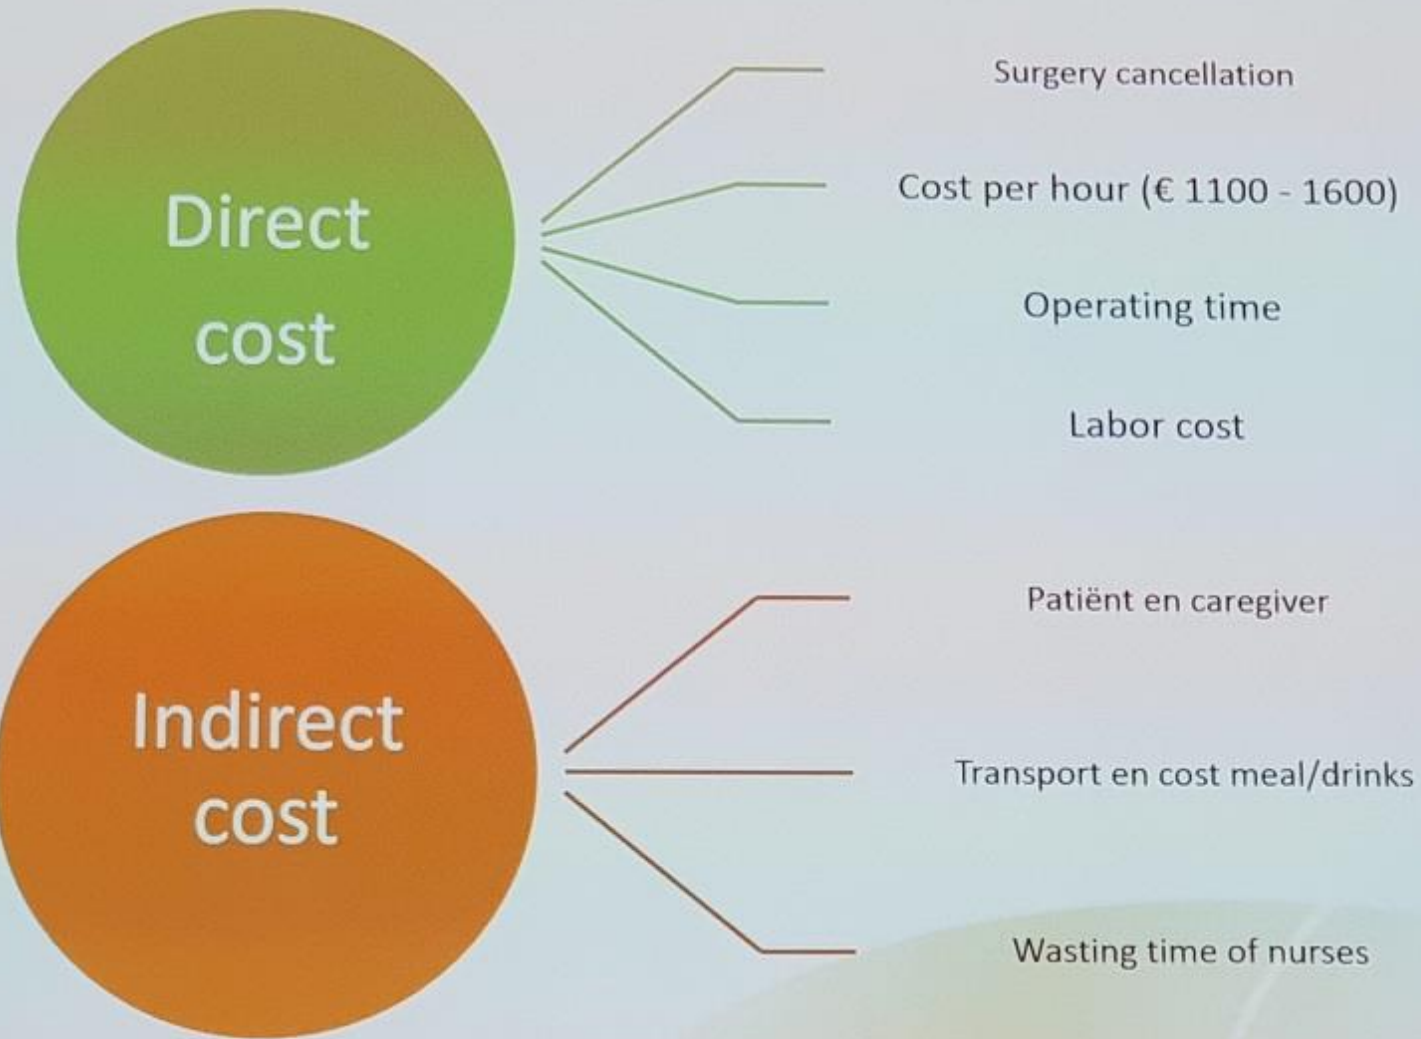 Direct
cost
Surgery cancellation
Cost per hour (€ 1100 - 1600)
Operating time
Labor cost
Indirect
cost
Patiënt en caregiver
Transport en cost meal/drinks
Wasting time of nurses